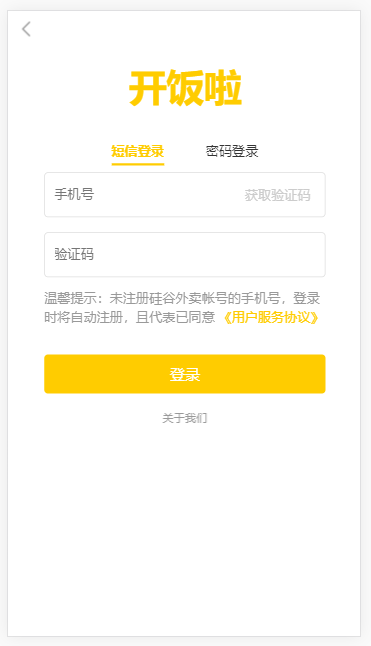 开饭啦
短信登录 密码登录
手机号 获取验证码
验证码
温馨提示：未注册硅谷外卖帐号的手机号，登录
时将自动注册，且代表已同意 《用户服务协议》
登录
关于我们